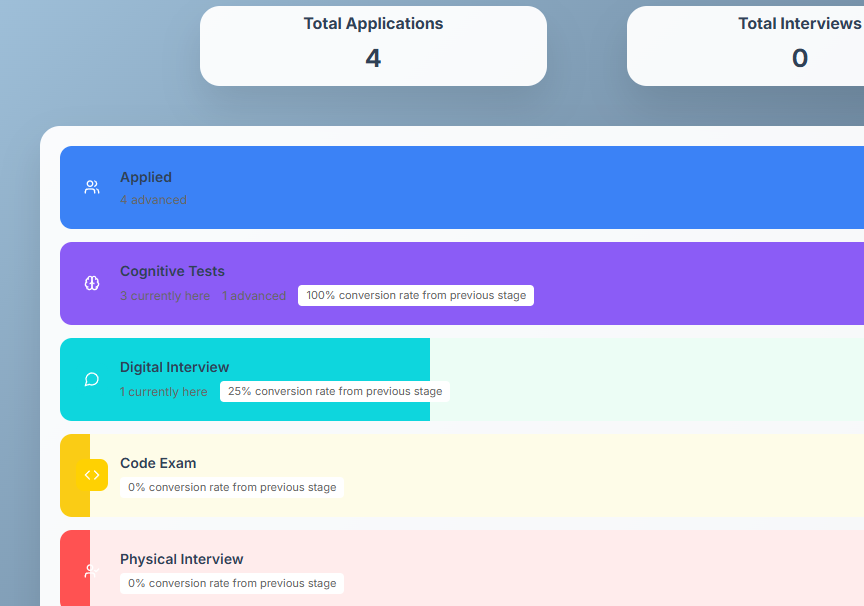 Total Applications
4
Total Interviews
0
Applied
4 advanced
Cognitive Tests
3 currently here 1 advanced 100% conversion rate from previous stage
Digital Interview
1 currently here 25% conversion rate from previous stage
Code Exam
0% conversion rate from previous stage
Physical Interview
0% conversion rate from previous stage